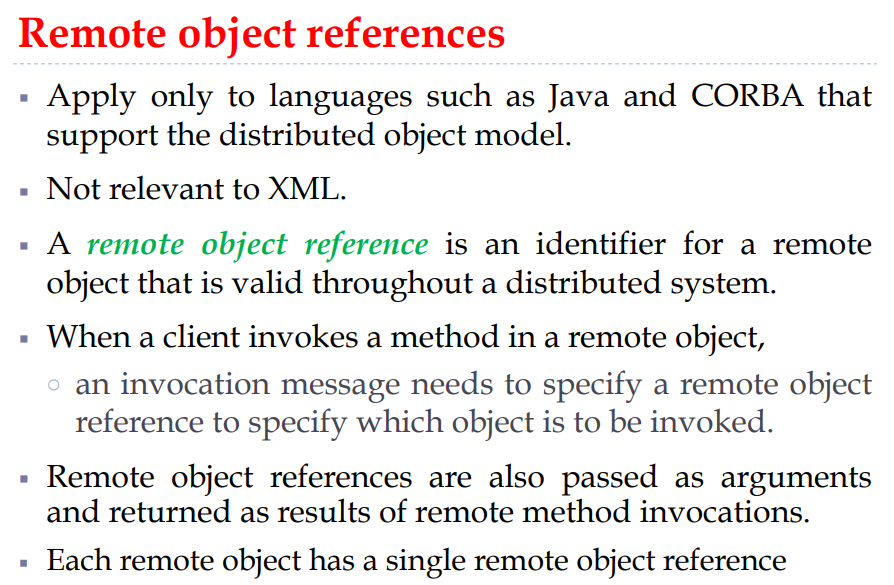 Remote object references
▪ Apply only to languages such as Java and CORBA that
support the distributed object model.
▪ Not relevant to XML.
▪ A remote object reference is an identifier for a remote
object that is valid throughout a distributed system.
▪ When a client invokes a method in a remote object,
○ an invocation message needs to specify a remote object
reference to specify which object is to be invoked.
▪ Remote object references are also passed as arguments
and returned as results of remote method invocations.
▪ Each remote object has a single remote object reference